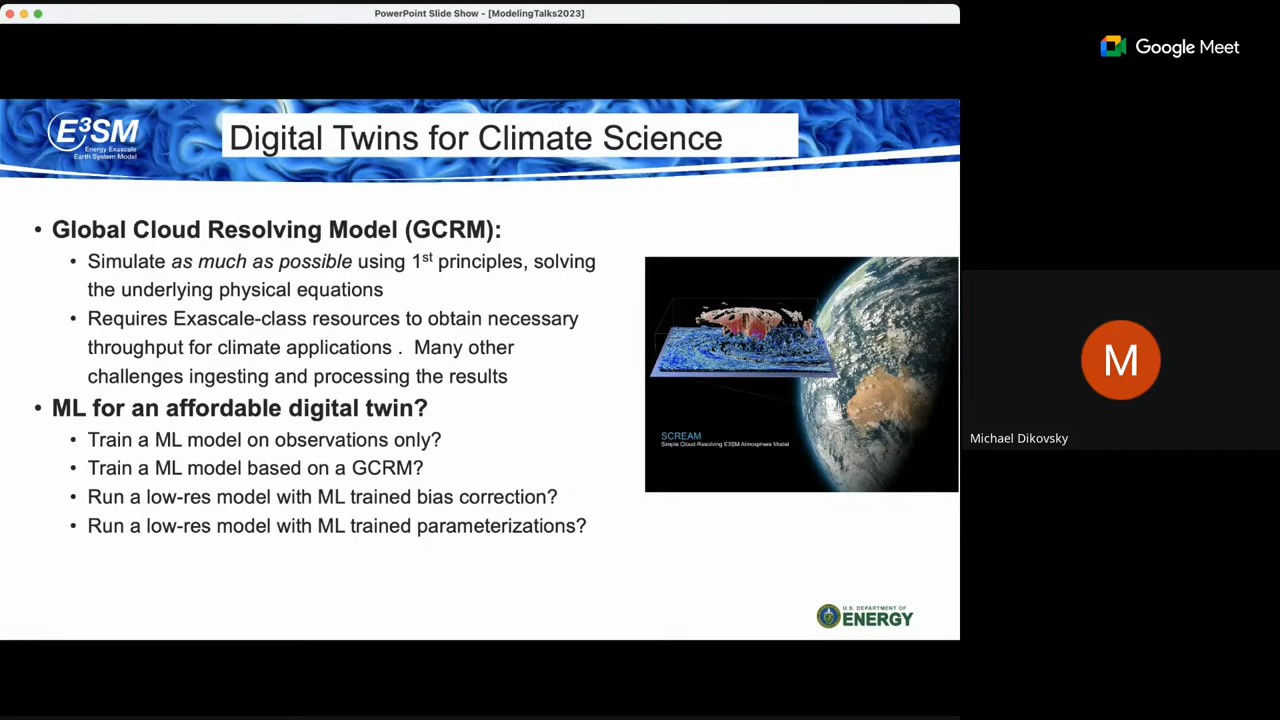 PowerPoint Slide Show - [ModelingTalks2023]
Google Meet
E³SM
Energy Exascale
Earth System Model
Digital Twins for Climate Science
• Global Cloud Resolving Model (GCRM):
• Simulate as much as possible using 1st principles, solving
the underlying physical equations
• Requires Exascale-class resources to obtain necessary
throughput for climate applications . Many other
challenges ingesting and processing the results
• ML for an affordable digital twin?
• Train a ML model on observations only?
• Train a ML model based on a GCRM?
• Run a low-res model with ML trained bias correction?
• Run a low-res model with ML trained parameterizations?
SCREAM
Simple Cloud-Resolving E3SM Atmosphere Model
U.S. DEPARTMENT OF
ENERGY
M
Michael Dikovsky